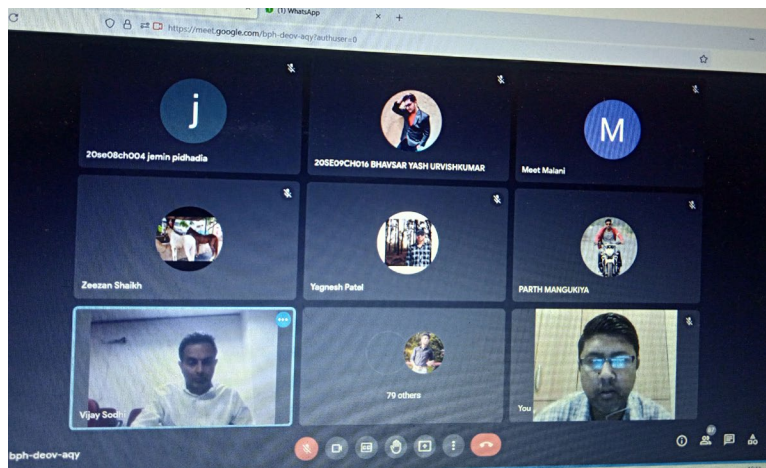 (1) WhatsApp
https://meet.google.com/bph-deov-aqy?authuser=0
j
M
20se08ch004 jemin pidhadia
20SE09CH016 BHAVSAR YASH URVISHKUMAR
Meet Malani
Zeezan Shaikh
Yagnesh Patel
PARTH MANGUKIYA
Vijay Sodhi
79 others
You
bph-deov-aqy
87